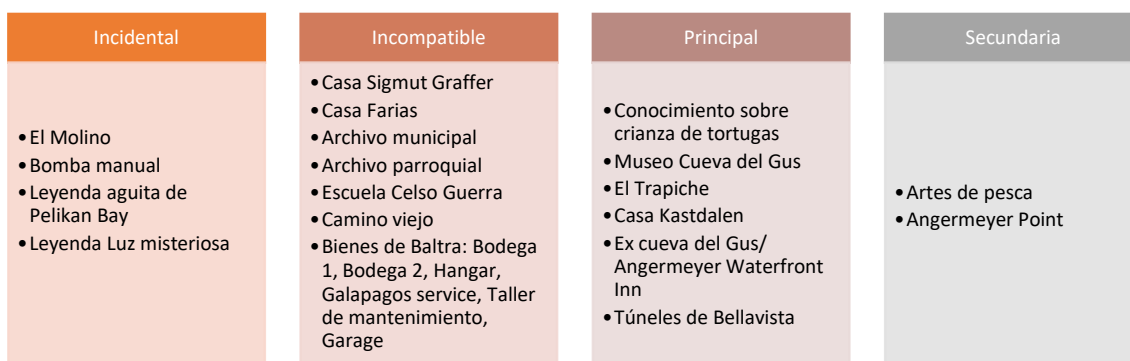 Incidental
•El Molino
•Bomba manual
•Leyenda aguita de
Pelikan Bay
•Leyenda Luz misteriosa
Incompatible
•Casa Sigmut Graffer
•Casa Farias
•Archivo municipal
•Archivo parroquial
•Escuela Celso Guerra
•Camino viejo
•Bienes de Baltra: Bodega
1, Bodega 2, Hangar,
Galapagos service, Taller
de mantenimiento,
Garage
Principal
•Conocimiento sobre
crianza de tortugas
•Museo Cueva del Gus
•El Trapiche
•Casa Kastdalen
•Ex cueva del Gus/
Angermeyer Waterfront
Inn
•Túneles de Bellavista
Secundaria
•Artes de pesca
•Angermeyer Point